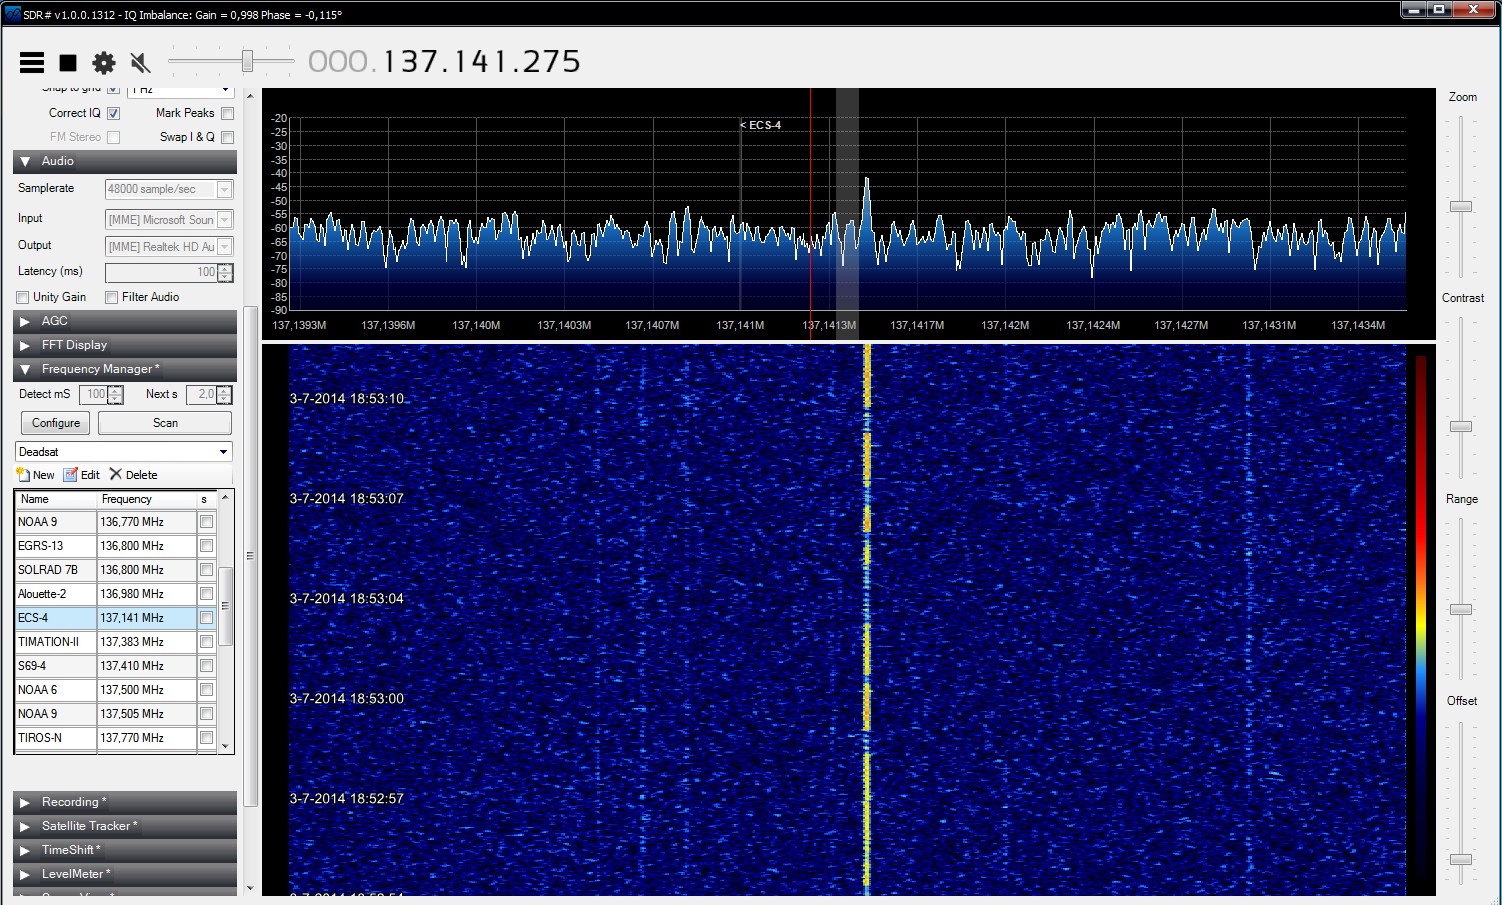 SDR# v1.0.0.1312 - IQ Imbalance: Gain = 0,998 Phase = -0,115°
000.137.141.275
Snap to grid 1 Hz
Correct IQ Mark Peaks
FM Stereo Swap I & Q
Audio
Samplerate 48000 sample/sec
Input [MME] Microsoft Soun
Output [MME] Realtek HD Au
Latency (ms) 100
Unity Gain Filter Audio
AGC
FFT Display
Frequency Manager *
Detect mS 100 Next s 2,0
Configure Scan
Deadsat
New Edit Delete
Name Frequency s
NOAA 9 136,770 MHz
EGRS-13 136,800 MHz
SOLRAD 7B 136,800 MHz
Alouette-2 136,980 MHz
ECS-4 137,141 MHz
TIMATION-II 137,383 MHz
S69-4 137,410 MHz
NOAA 6 137,500 MHz
NOAA 9 137,505 MHz
TIROS-N 137,770 MHz
Recording *
Satellite Tracker *
TimeShift *
LevelMeter *
< ECS-4
-20
-25
-30
-35
-40
-45
-50
-55
-60
-65
-70
-75
-80
-85
-90
137,1393M 137,1396M 137,140M 137,1403M 137,1407M 137,141M 137,1413M 137,1417M 137,142M 137,1424M 137,1427M 137,1431M 137,1434M
3-7-2014 18:53:10
3-7-2014 18:53:07
3-7-2014 18:53:04
3-7-2014 18:53:00
3-7-2014 18:52:57
Zoom
Contrast
Range
Offset